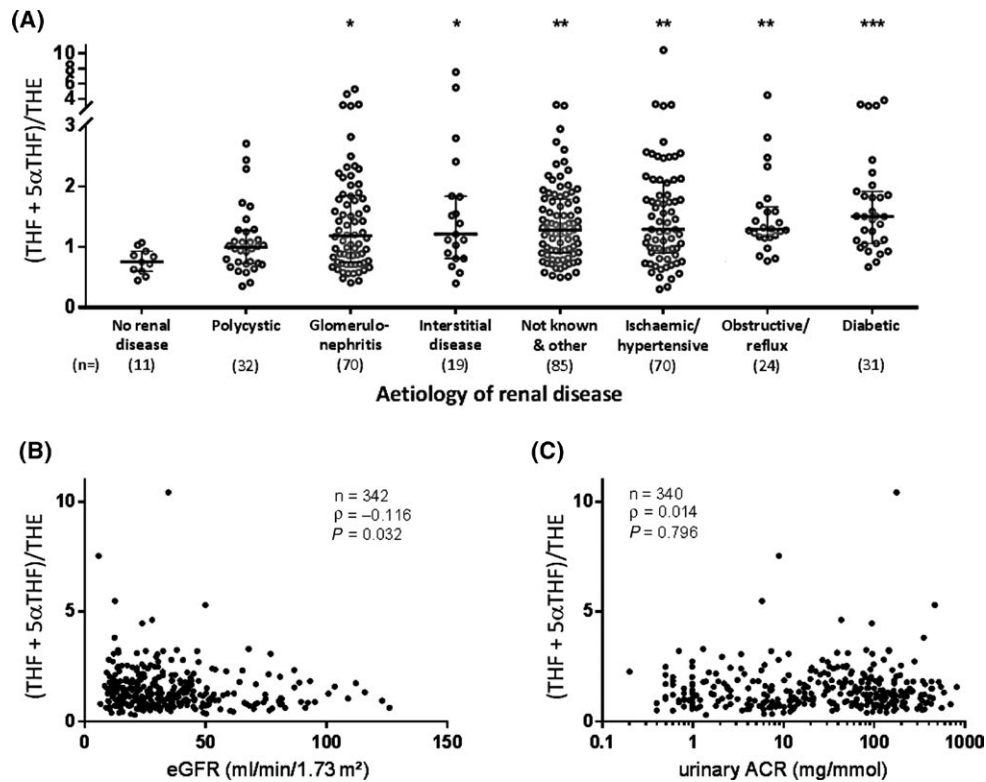 (A)
* * ** ** ** ***
(THF + 5αTHF)/THE
10
8
6
4
3
2
1
0
No renal disease Polycystic Glomerulo-nephritis Interstitial disease Not known & other Ischaemic/hypertensive Obstructive/reflux Diabetic
(n=) (11) (32) (70) (19) (85) (70) (24) (31)
Aetiology of renal disease
(B)
(THF + 5αTHF)/THE
10
5
0
n = 342
ρ = –0.116
P = 0.032
0 50 100 150
eGFR (ml/min/1.73 m²)
(C)
(THF + 5αTHF)/THE
10
5
0
n = 340
ρ = 0.014
P = 0.796
0.1 1 10 100 1000
urinary ACR (mg/mmol)